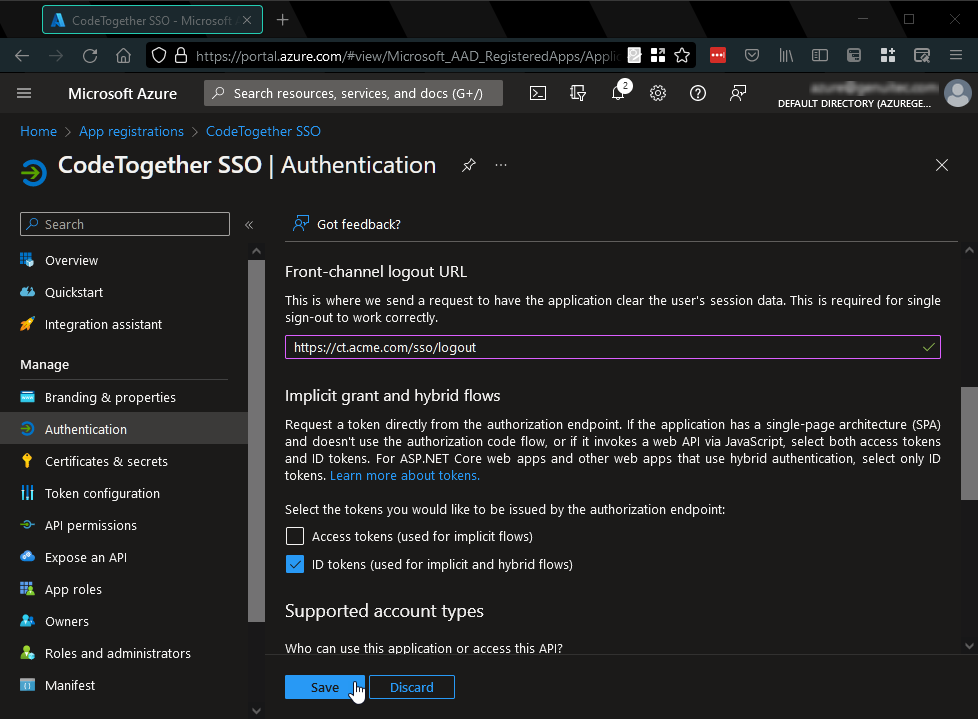 CodeTogether SSO - Microsoft
https://portal.azure.com/#view/Microsoft_AAD_RegisteredApps/Appli
Microsoft Azure
Search resources, services, and docs (G+/)
2
DEFAULT DIRECTORY (AZUREGE...
Home > App registrations > CodeTogether SSO
CodeTogether SSO | Authentication
Search
«
Overview
Quickstart
Integration assistant
Manage
Branding & properties
Authentication
Certificates & secrets
Token configuration
API permissions
Expose an API
App roles
Owners
Roles and administrators
Manifest
Got feedback?
Front-channel logout URL
This is where we send a request to have the application clear the user's session data. This is required for single
sign-out to work correctly.
https://ct.acme.com/sso/logout
Implicit grant and hybrid flows
Request a token directly from the authorization endpoint. If the application has a single-page architecture (SPA)
and doesn't use the authorization code flow, or if it invokes a web API via JavaScript, select both access tokens
and ID tokens. For ASP.NET Core web apps and other web apps that use hybrid authentication, select only ID
tokens. Learn more about tokens.
Select the tokens you would like to be issued by the authorization endpoint:
Access tokens (used for implicit flows)
ID tokens (used for implicit and hybrid flows)
Supported account types
Who can use this application or access this API?
Save
Discard